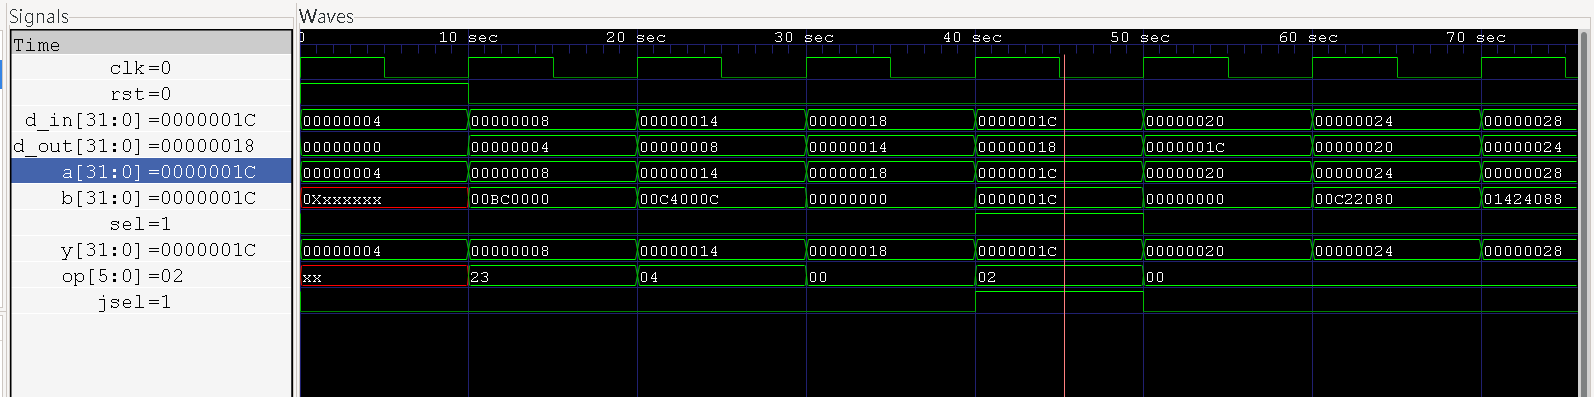 Signals Waves
Time 0 10 sec 20 sec 30 sec 40 sec 50 sec 60 sec 70 sec
clk=0
rst=0
d_in[31:0]=0000001C 00000004 00000008 00000014 00000018 0000001C 00000020 00000024 00000028
d_out[31:0]=00000018 00000000 00000004 00000008 00000014 00000018 0000001C 00000020 00000024
a[31:0]=0000001C 00000004 00000008 00000014 00000018 0000001C 00000020 00000024 00000028
b[31:0]=0000001C 0Xxxxxxx 00BC0000 00C4000C 00000000 0000001C 00000000 00C22080 01424088
sel=1
y[31:0]=0000001C 00000004 00000008 00000014 00000018 0000001C 00000020 00000024 00000028
op[5:0]=02 xx 23 04 00 02 00
jsel=1